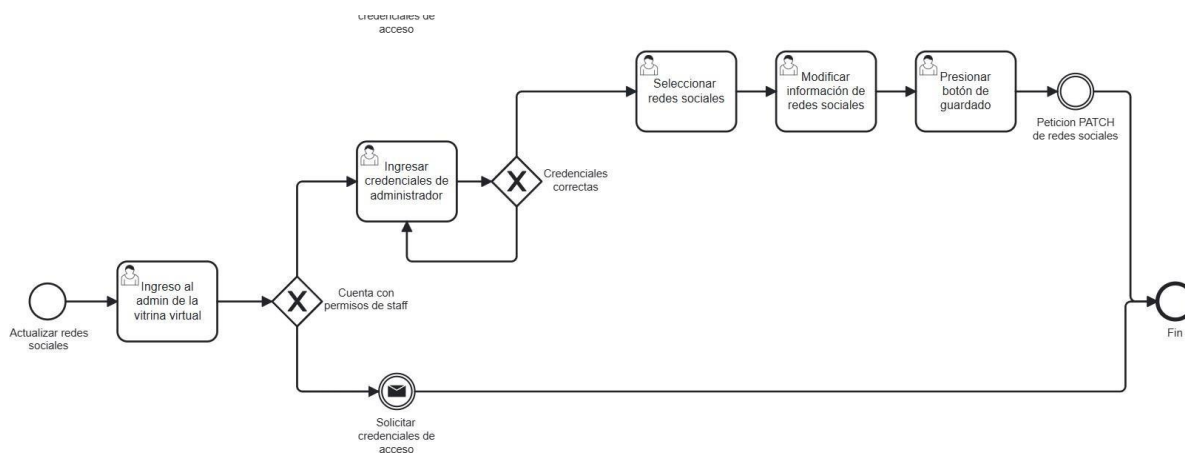 credenciales de
acceso
Seleccionar
redes sociales
Modificar
información de
redes sociales
Presionar
botón de
guardado
Peticion PATCH
de redes sociales
Ingresar
credenciales de
administrador
Credenciales
correctas
Ingreso al
admin de la
vitrina virtual
Cuenta con
permisos de staff
Actualizar redes
sociales
Fin
Solicitar
credenciales de
acceso